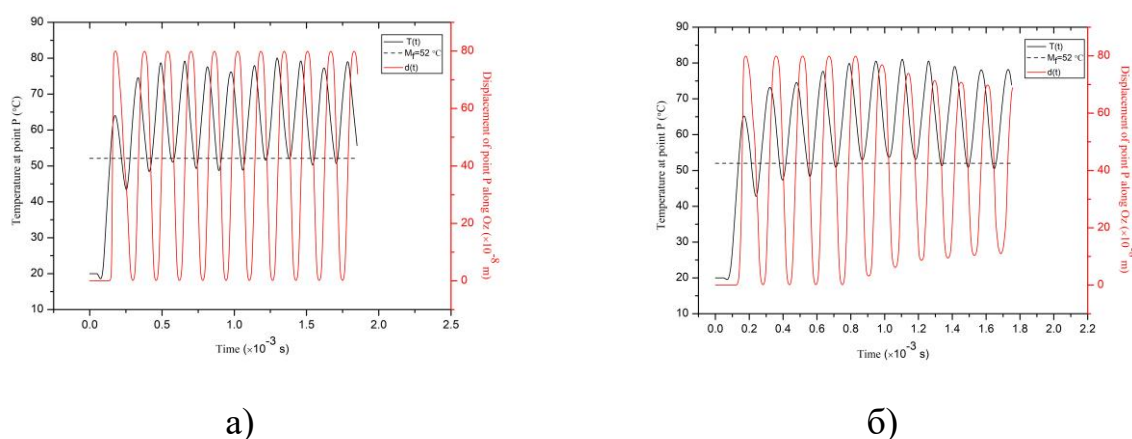 90
80
70
60
50
40
30
20
10
Temperature at point P (°C)
T(t)
M_f=52 °C
d(t)
80
60
40
20
0
Displacement of point P along Oz (×10⁻⁸ m)
0.0 0.5 1.0 1.5 2.0 2.5
Time (×10⁻³ s)
90
80
70
60
50
40
30
20
10
Temperature at point P (°C)
T(t)
M_f=52 °C
d(t)
80
60
40
20
0
Displacement of point P along Oz (×10⁻⁸ m)
0.0 0.2 0.4 0.6 0.8 1.0 1.2 1.4 1.6 1.8 2.0 2.2
Time (×10⁻³ s)
а) б)